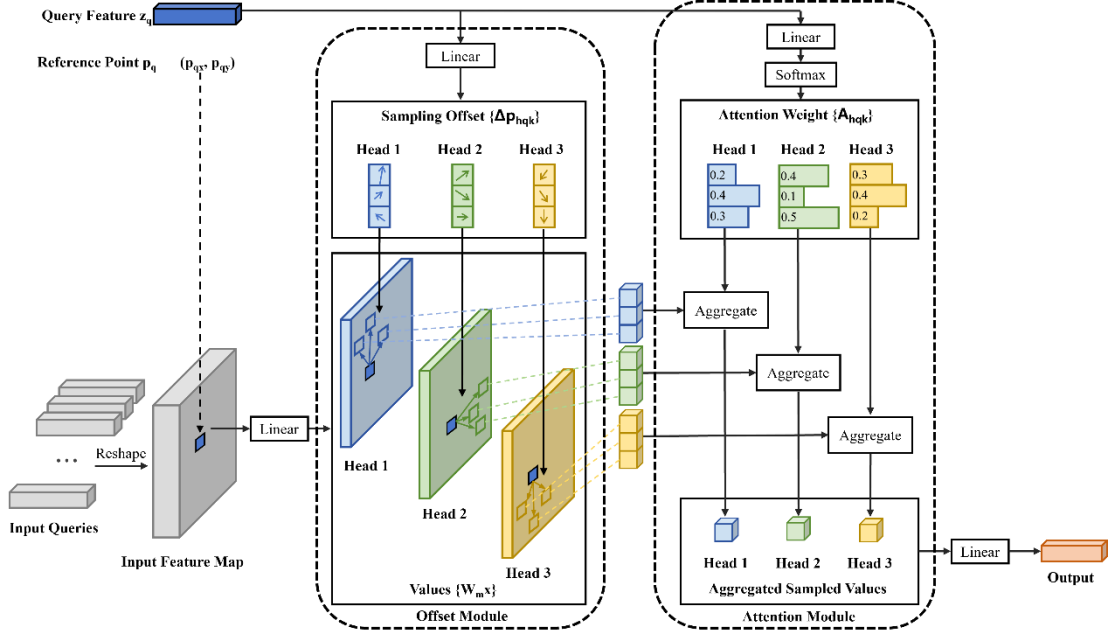 Query Feature z_q
Reference Point p_q (p_qx, p_qy)
Linear
Linear
Softmax
Sampling Offset {Δp_hqk}
Head 1 Head 2 Head 3
Attention Weight {A_hqk}
Head 1 Head 2 Head 3
0.2 0.4 0.3
0.4 0.1 0.4
0.3 0.5 0.2
Aggregate
Aggregate
Aggregate
Linear
Reshape
...
Input Queries
Input Feature Map
Head 1
Head 2
Head 3
Values {W_m x}
Offset Module
Head 1 Head 2 Head 3
Aggregated Sampled Values
Attention Module
Linear
Output